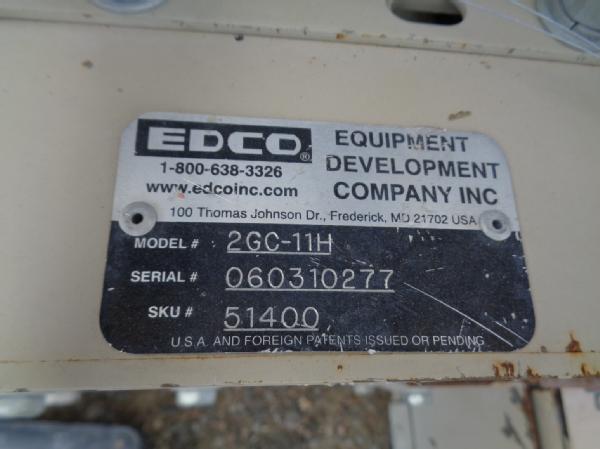 EDCO®
1-800-638-3326
www.edcoinc.com
EQUIPMENT
DEVELOPMENT
COMPANY INC
100 Thomas Johnson Dr., Frederick, MD 21702 USA
MODEL # 2GC-11H
SERIAL # 060310277
SKU # 51400
U.S.A. AND FOREIGN PATENTS ISSUED OR PENDING